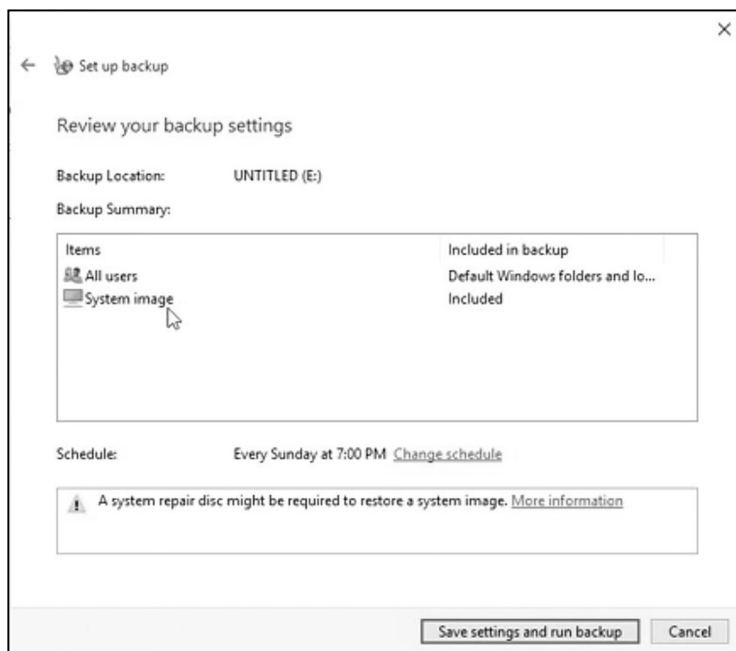 Set up backup
Review your backup settings
Backup Location: UNTITLED (E:)
Backup Summary:
Items Included in backup
All users Default Windows folders and lo...
System image Included
Schedule: Every Sunday at 7:00 PM Change schedule
A system repair disc might be required to restore a system image. More information
Save settings and run backup Cancel